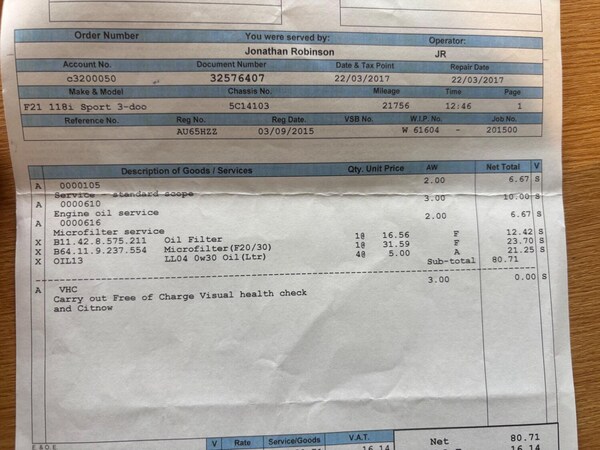 Order Number You were served by: Operator:
Jonathan Robinson JR
Account No. Document Number Date & Tax Point Repair Date
c3200050 32576407 22/03/2017 22/03/2017
Make & Model Chassis No. Mileage Time Page
F21 118i Sport 3-doo 5C14103 21756 12:46 1
Reference No. Reg No. Reg Date. VSB No. W.I.P. No. Job No.
AU65HZZ 03/09/2015 W 61604 - 201500
Description of Goods / Services Qty. Unit Price AW Net Total V
A 0000105 2.00 6.67 S
Service - standard scope
A 0000610 3.00 10.00 S
Engine oil service
A 0000616 2.00 6.67 S
Microfilter service
X B11.42.8.575.211 Oil Filter 1@ 16.56 F 12.42 S
X B64.11.9.237.554 Microfilter(F20/30) 1@ 31.59 F 23.70 S
X OIL13 LL04 0w30 Oil(Ltr) 4@ 5.00 A 21.25 S
Sub-total 80.71
A VHC 3.00 0.00 S
Carry out Free of Charge Visual health check
and Citnow
E & O E
V Rate Service/Goods V.A.T. Net 80.71
16.14 16.14